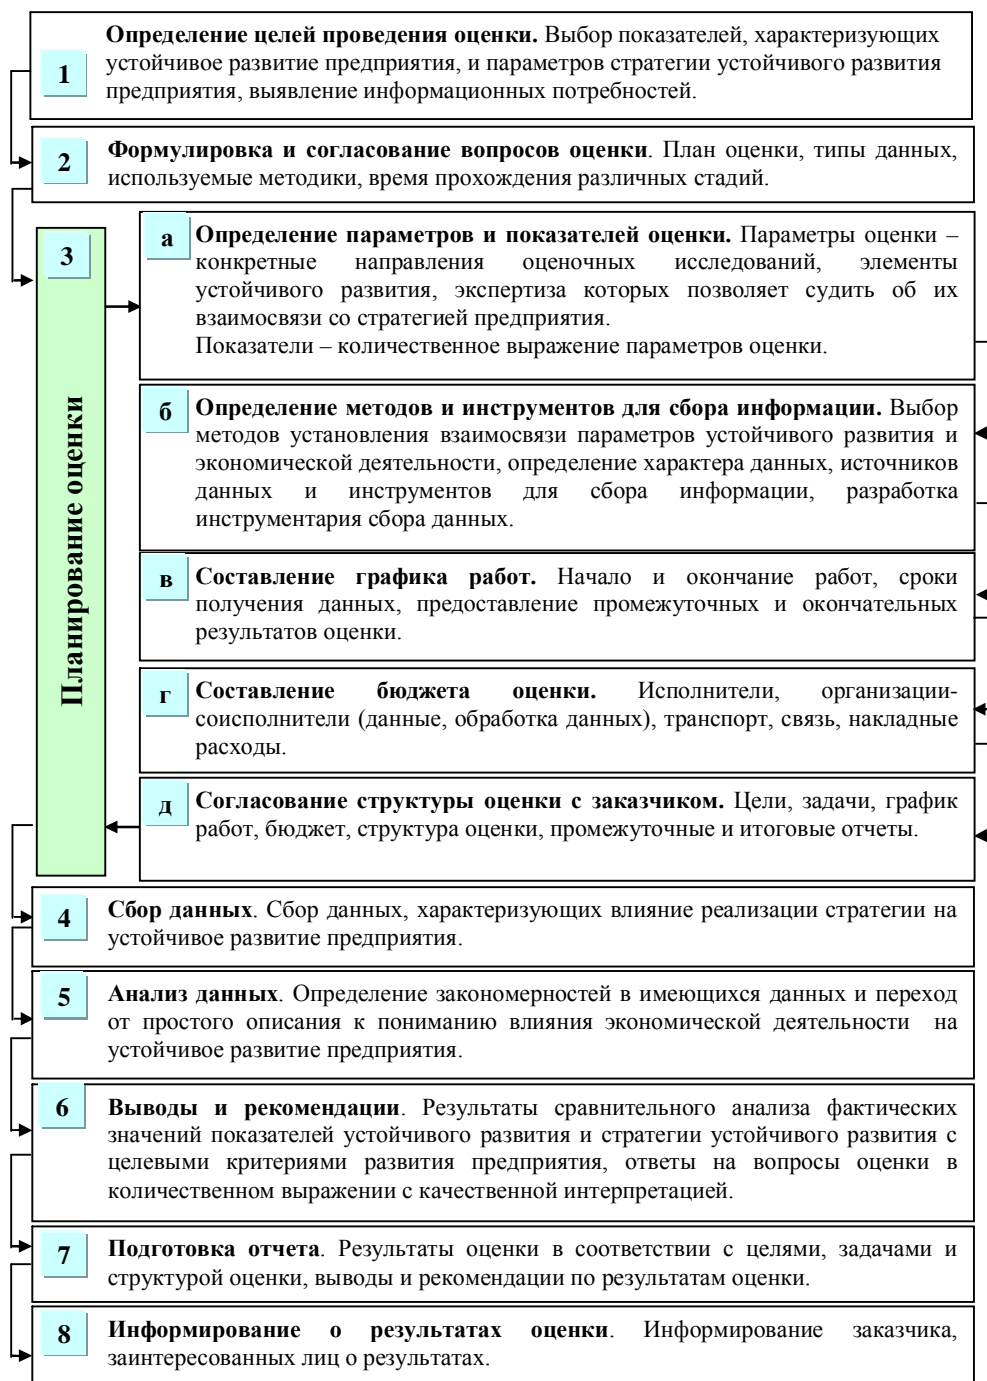 1
Определение целей проведения оценки. Выбор показателей, характеризующих
устойчивое развитие предприятия, и параметров стратегии устойчивого развития
предприятия, выявление информационных потребностей.
2
Формулировка и согласование вопросов оценки. План оценки, типы данных,
используемые методики, время прохождения различных стадий.
3
Планирование оценки
а
Определение параметров и показателей оценки. Параметры оценки –
конкретные направления оценочных исследований, элементы
устойчивого развития, экспертиза которых позволяет судить об их
взаимосвязи со стратегией предприятия.
Показатели – количественное выражение параметров оценки.
б
Определение методов и инструментов для сбора информации. Выбор
методов установления взаимосвязи параметров устойчивого развития и
экономической деятельности, определение характера данных, источников
данных и инструментов для сбора информации, разработка
инструментария сбора данных.
в
Составление графика работ. Начало и окончание работ, сроки
получения данных, предоставление промежуточных и окончательных
результатов оценки.
г
Составление бюджета оценки. Исполнители, организации-
соисполнители (данные, обработка данных), транспорт, связь, накладные
расходы.
д
Согласование структуры оценки с заказчиком. Цели, задачи, график
работ, бюджет, структура оценки, промежуточные и итоговые отчеты.
4
Сбор данных. Сбор данных, характеризующих влияние реализации стратегии на
устойчивое развитие предприятия.
5
Анализ данных. Определение закономерностей в имеющихся данных и переход
от простого описания к пониманию влияния экономической деятельности на
устойчивое развитие предприятия.
6
Выводы и рекомендации. Результаты сравнительного анализа фактических
значений показателей устойчивого развития и стратегии устойчивого развития с
целевыми критериями развития предприятия, ответы на вопросы оценки в
количественном выражении с качественной интерпретацией.
7
Подготовка отчета. Результаты оценки в соответствии с целями, задачами и
структурой оценки, выводы и рекомендации по результатам оценки.
8
Информирование о результатах оценки. Информирование заказчика,
заинтересованных лиц о результатах.